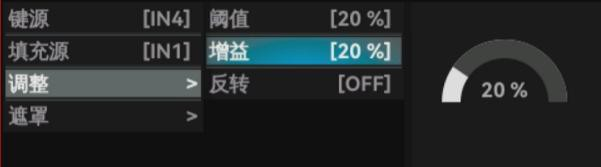 键源 [IN4]
填充源 [IN1]
调整 >
遮罩 >
阈值 [20 %]
增益 [20 %]
反转 [OFF]
20 %